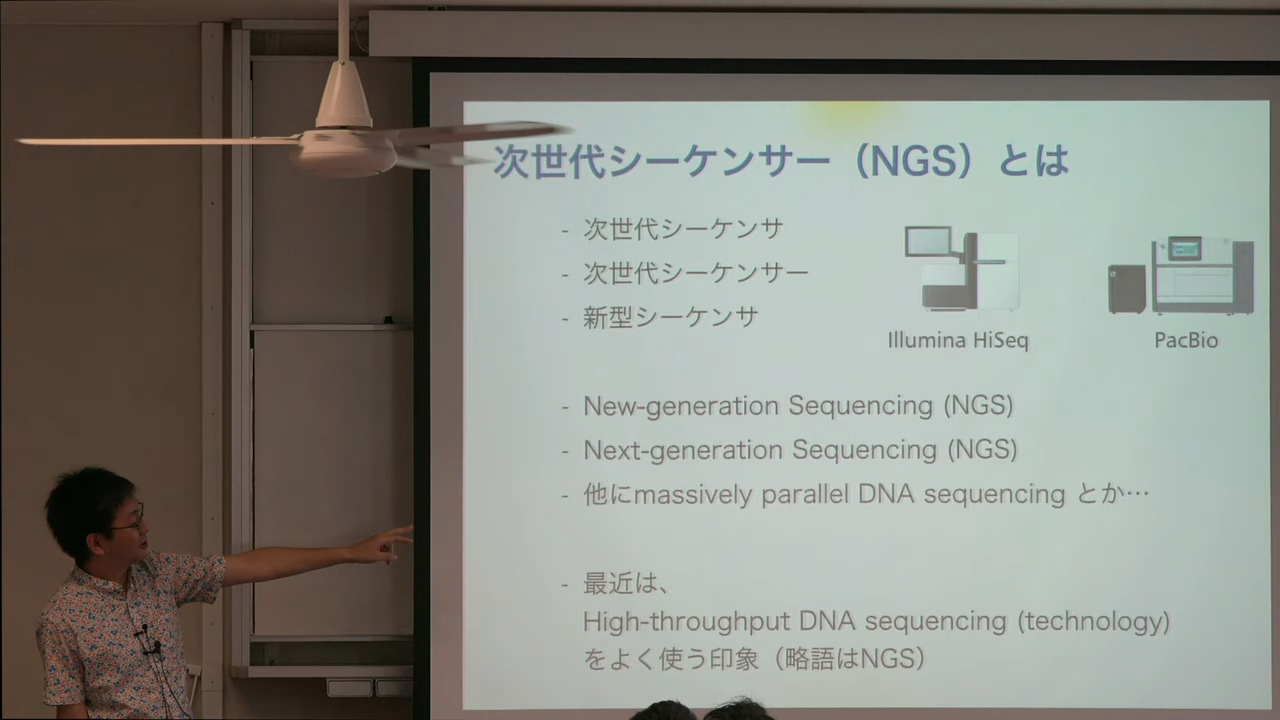 次世代シーケンサー（NGS）とは
- 次世代シーケンサ
- 次世代シーケンサー
- 新型シーケンサ
Illumina HiSeq
PacBio
- New-generation Sequencing (NGS)
- Next-generation Sequencing (NGS)
- 他にmassively parallel DNA sequencing とか…
- 最近は、
High-throughput DNA sequencing (technology)
をよく使う印象（略語はNGS）